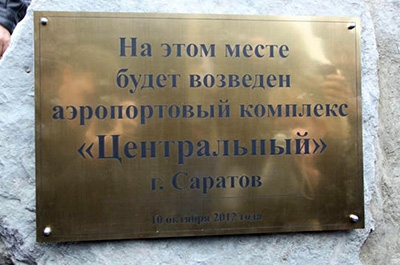 На этом месте
будет возведен
аэропортовый комплекс
«Центральный»
г. Саратов
10 октября 2012 года